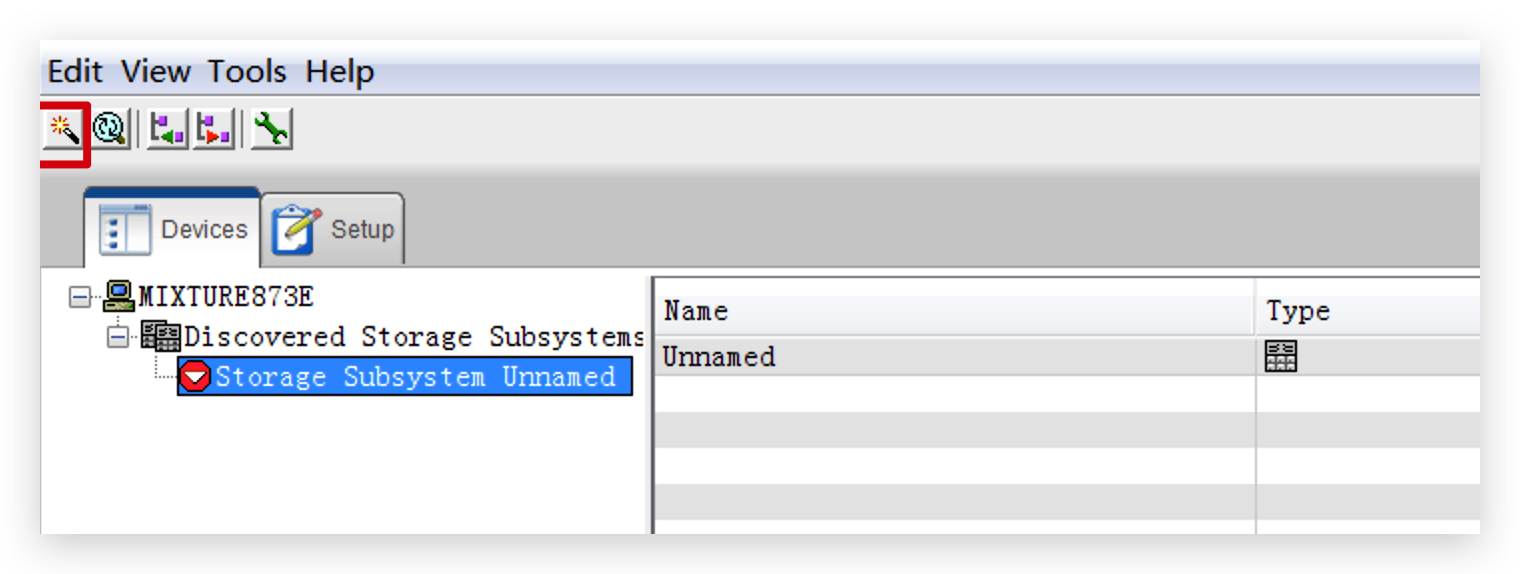 Edit View Tools Help
Devices Setup
MIXTURE873E
Discovered Storage Subsystems
Storage Subsystem Unnamed
Name Type
Unnamed